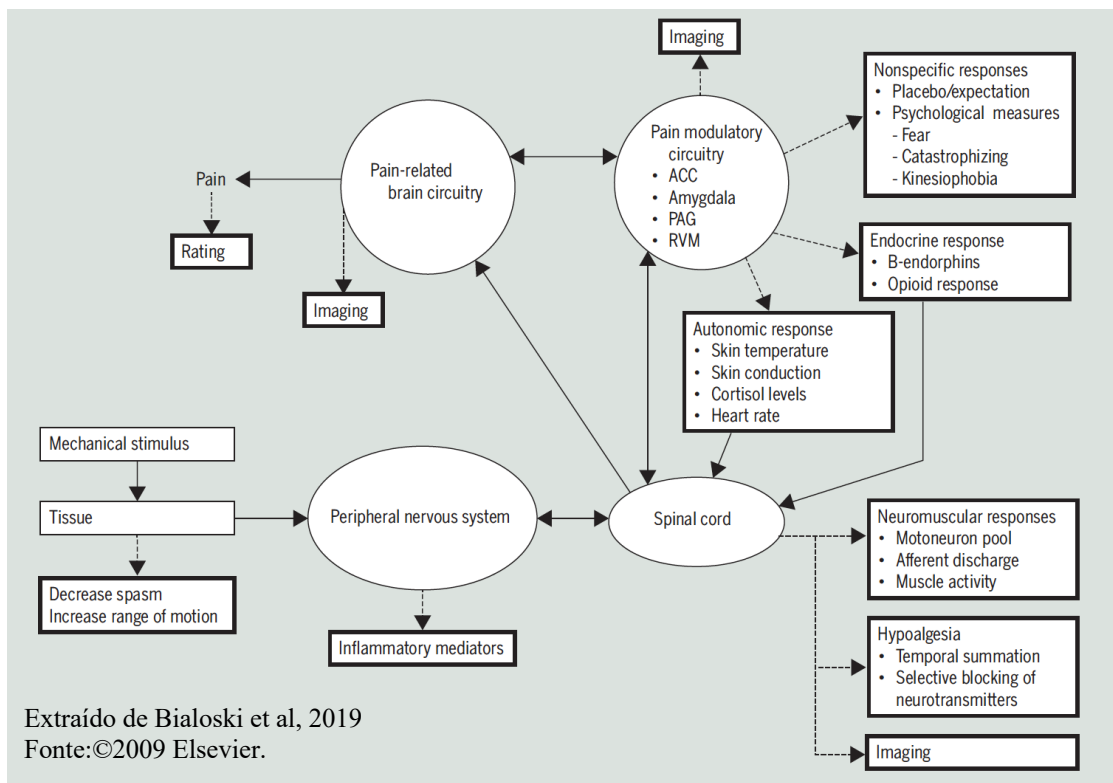 Imaging
Imaging
Nonspecific responses
• Placebo/expectation
• Psychological measures
- Fear
- Catastrophizing
- Kinesiophobia
Pain modulatory
circuitry
• ACC
• Amygdala
• PAG
• RVM
Pain-related
brain circuitry
Pain
Rating
Imaging
Endocrine response
• B-endorphins
• Opioid response
Autonomic response
• Skin temperature
• Skin conduction
• Cortisol levels
• Heart rate
Mechanical stimulus
Tissue
Peripheral nervous system
Spinal cord
Neuromuscular responses
• Motoneuron pool
• Afferent discharge
• Muscle activity
Decrease spasm
Increase range of motion
Inflammatory mediators
Hypoalgesia
• Temporal summation
• Selective blocking of
neurotransmitters
Imaging
Extraído de Bialoski et al, 2019
Fonte:©2009 Elsevier.